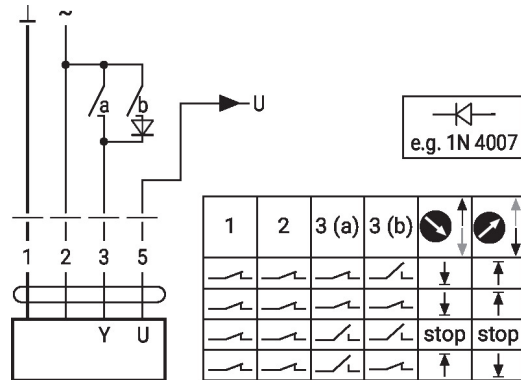 ~
a b
U
e.g. 1N 4007
1 2 3 5
Y U
1 2 3 (a) 3 (b)
stop stop